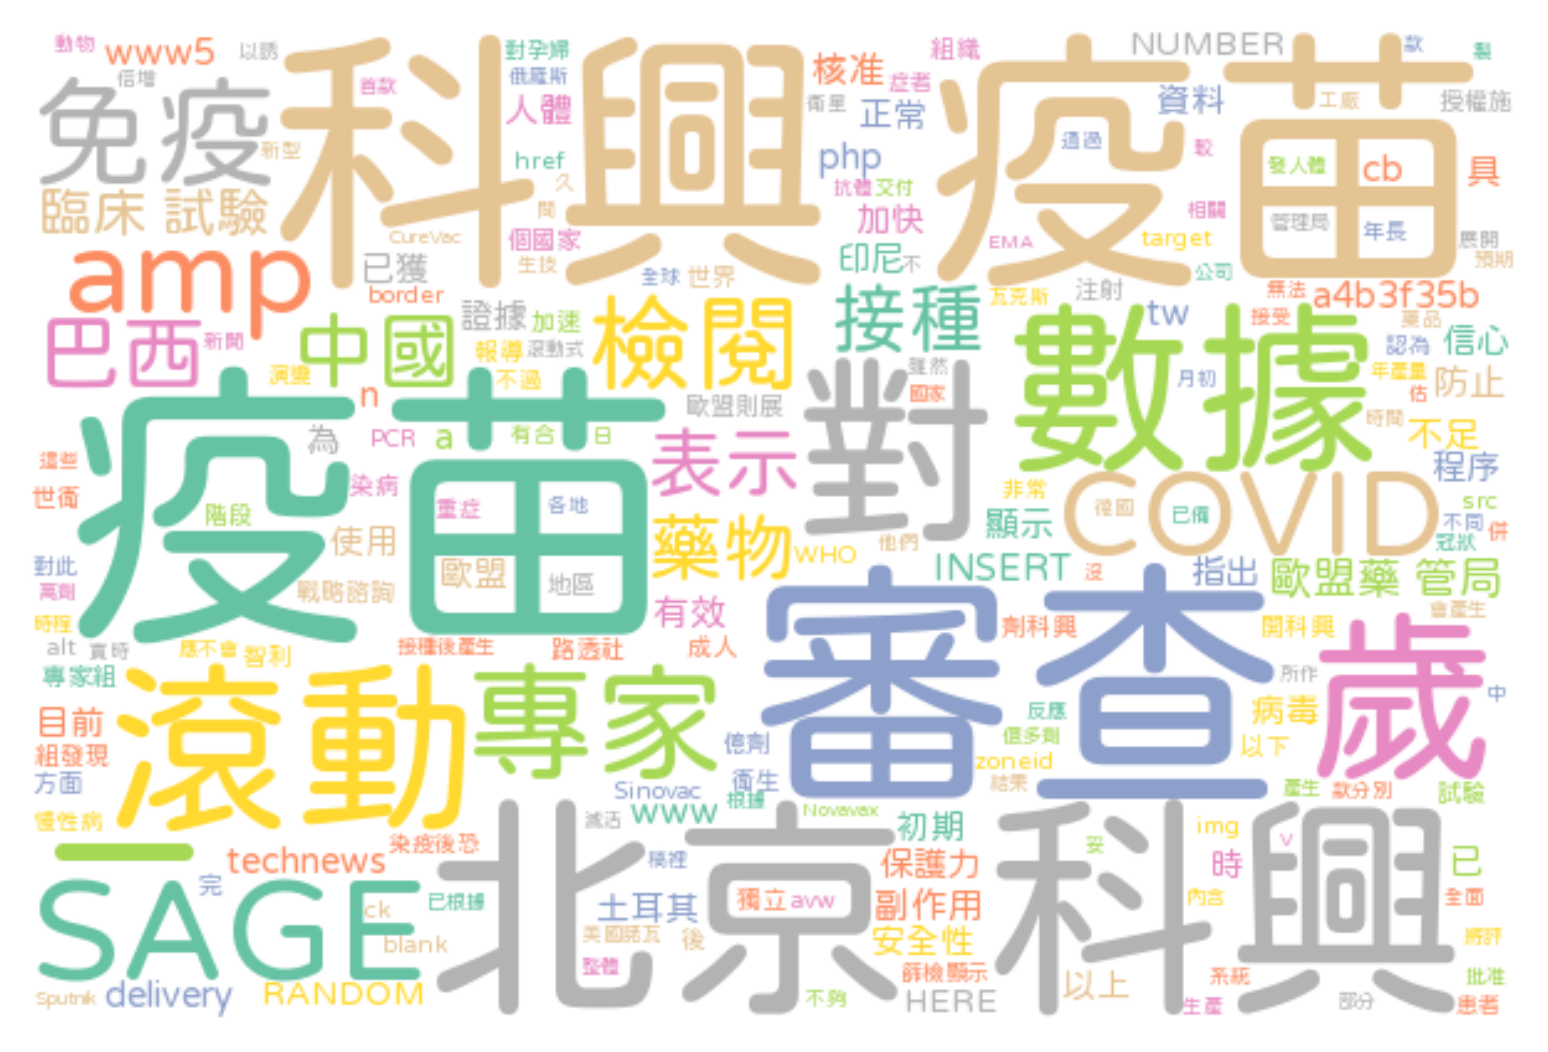 動物
www5
以誘
信增
免疫
新型
臨床 試驗
科興 疫苗
首款
對孕婦
俄羅斯
人體
href
久
間
CureVac
個國家
生技
核准
症者
組織
NUMBER
款
衛星
正常
資料
工廠
授權施
php
通過
較
發人體
cb
具
抗體
交付
加快
相關
管理局
年長
展開
EMA
target
預期
amp
已獲
border
全球
世界
印尼
不
公司
瓦克斯
注射
無法
a4b3f35b
巴西
新聞
中國
證據
加速
檢閱
接種
tw
接受
藥品
數據
認為
信心
演變
報導
滾動式
不過
雖然
國家
月初
年產量
估
防止
疫苗
n
歐盟則展
對
時間
不足
為
PCR
a
有合
日
表示
這些
染病
程序
世衛
階段
重症
各地
非常
COVID
德國
已備
src
不同
併
使用
藥物
WHO
他們
顯示
冠狀
對此
歐盟
地區
INSERT
沒
指出
歐盟藥 管局
萬劑
戰略諮詢
有效
審查
會產生
時程
劑科興
開科興
歲
alt
實時
應不會
智利
接種後產生
路透社
成人
專家組
滾動
專家
所作
中
目前
反應
病毒
組發現
億劑
億多劑
以下
方面
衛生
zoneid
結果
Sinovac
根據
產生
款分別
試驗
慢性病
www
Novavax
一
染疫後恐
北京科興
初期
img
technews
滅活
稿裡
保護力
妥
時
v
已
SAGE
完
ck
已根據
土耳其
獨立
avw
副作用
內含
全面
blank
美國諾瓦
後
安全性
將評
整體
篩檢顯示
系統
批准
Sputnik
delivery
RANDOM
不夠
HERE
以上
生產
部分
患者